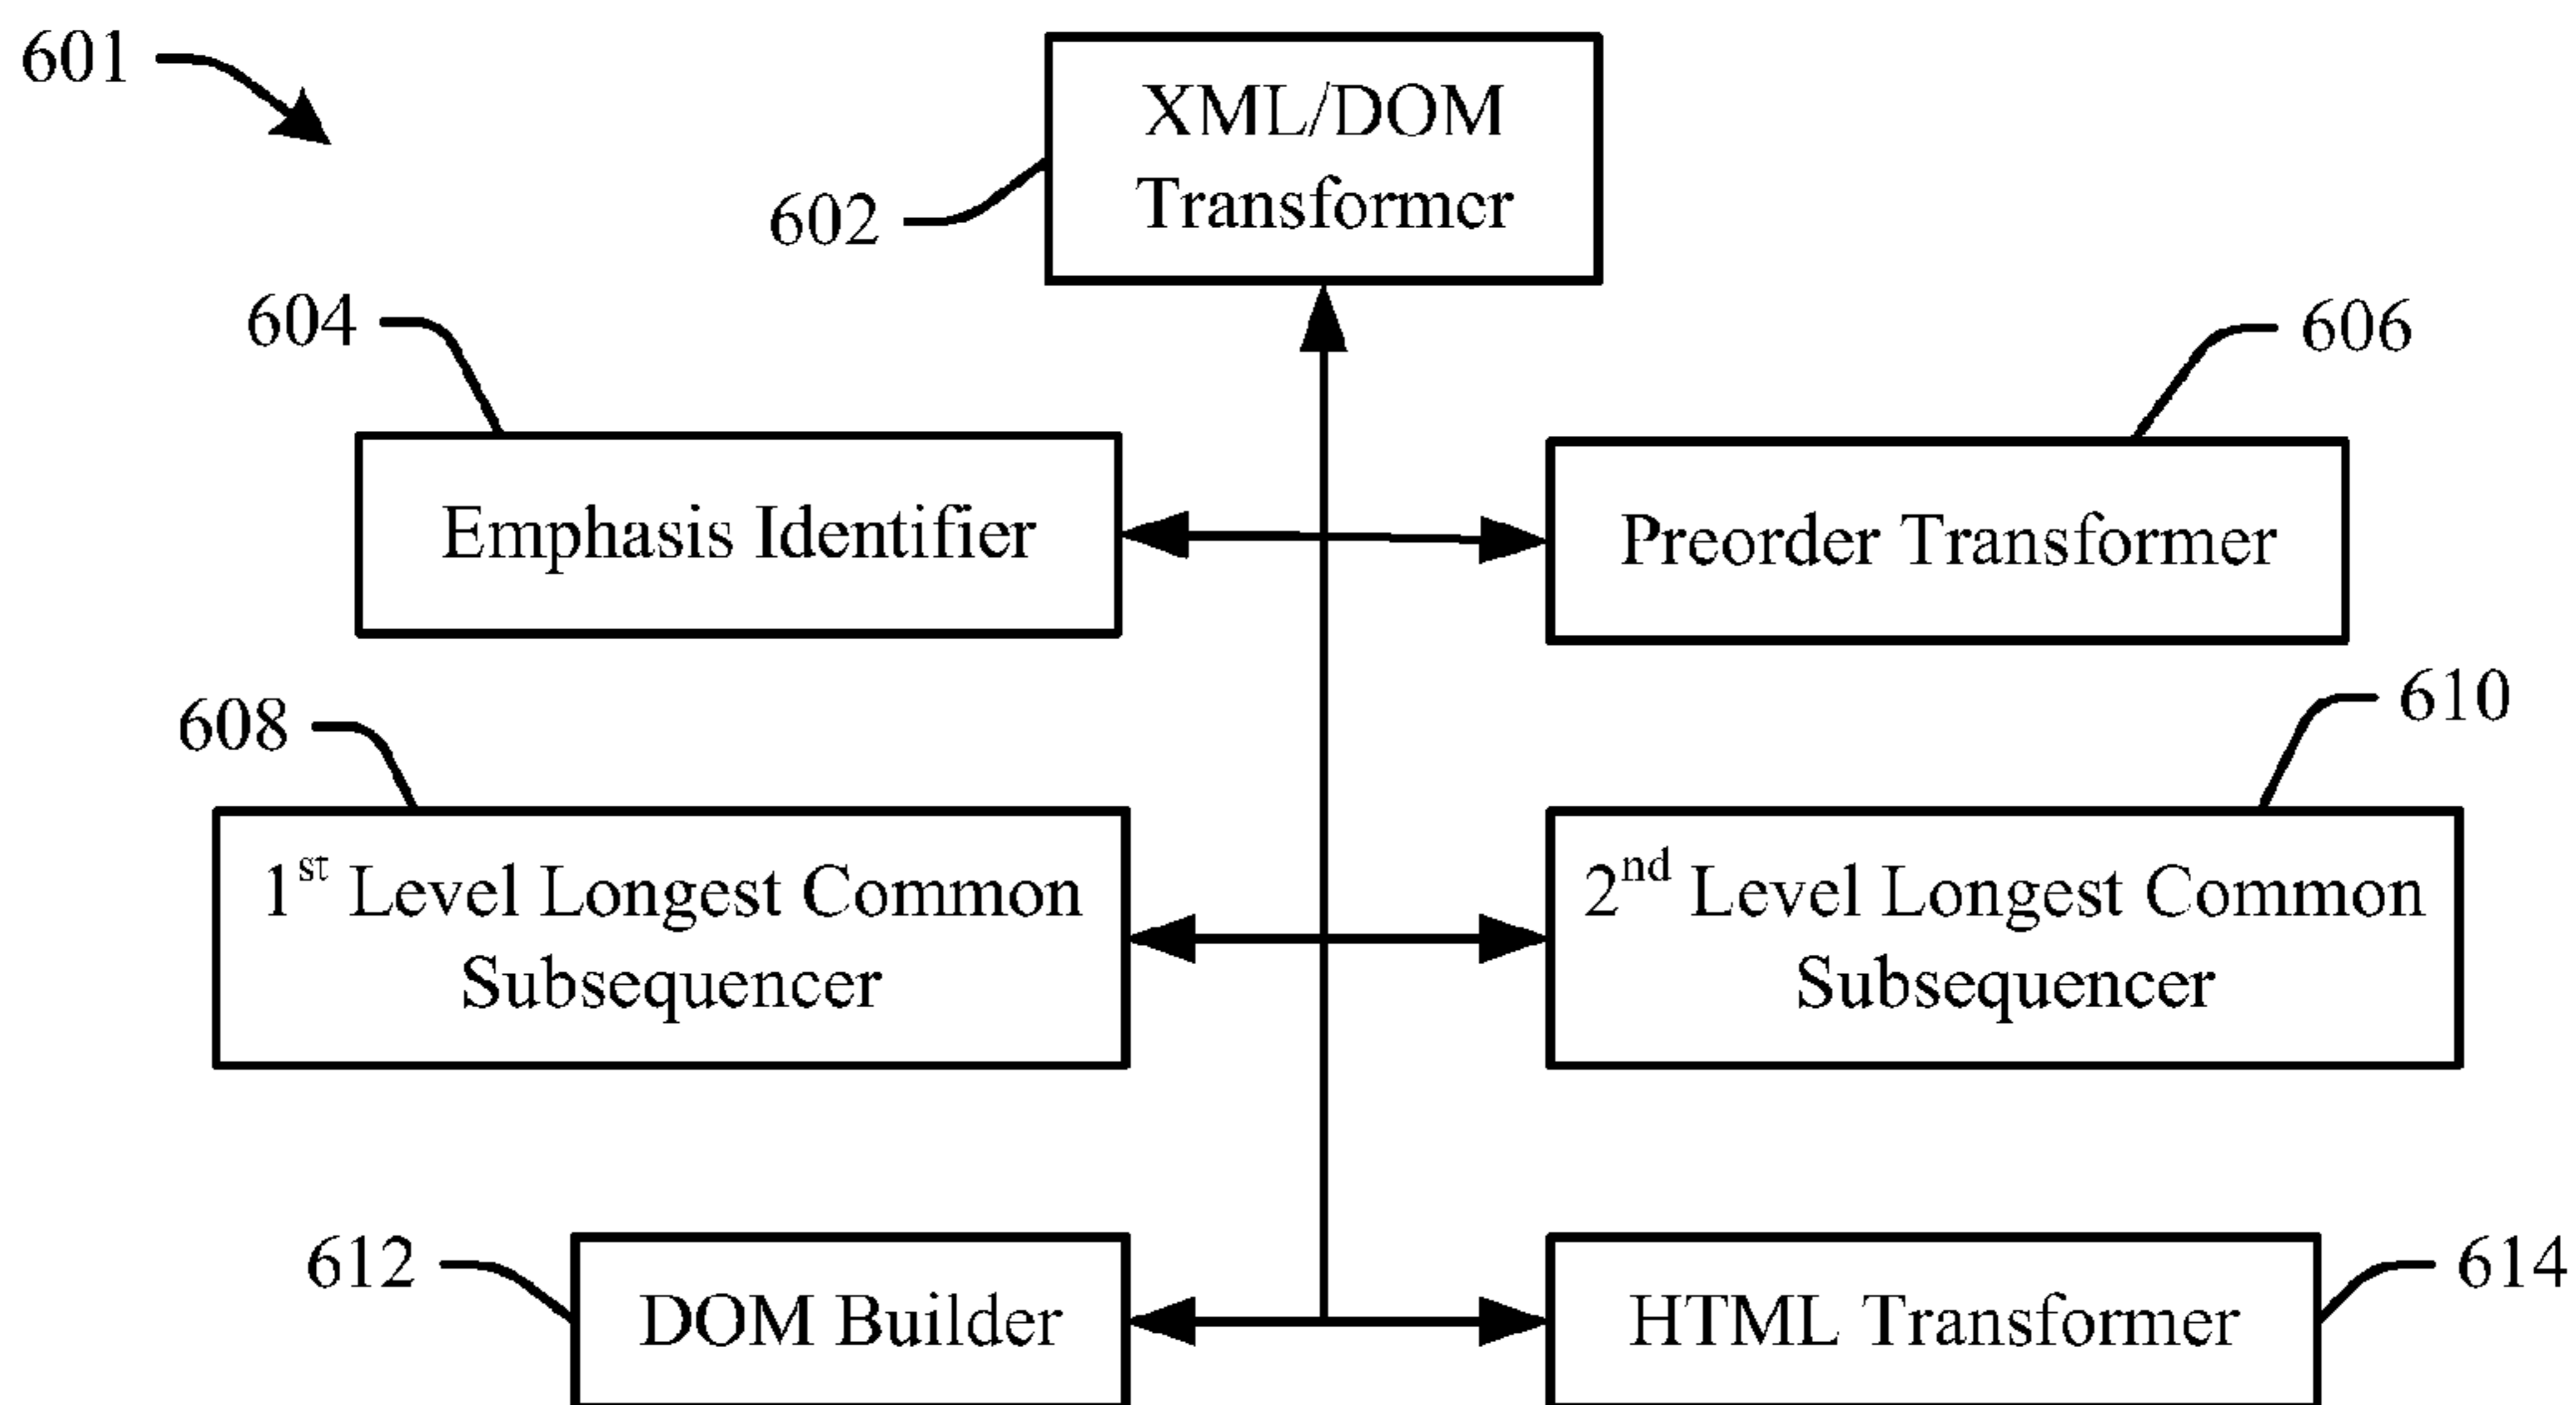 601
XML/DOM
Transformer
602
604
606
Emphasis Identifier
Preorder Transformer
608
610
1st Level Longest Common
Subsequencer
2nd Level Longest Common
Subsequencer
612
614
DOM Builder
HTML Transformer